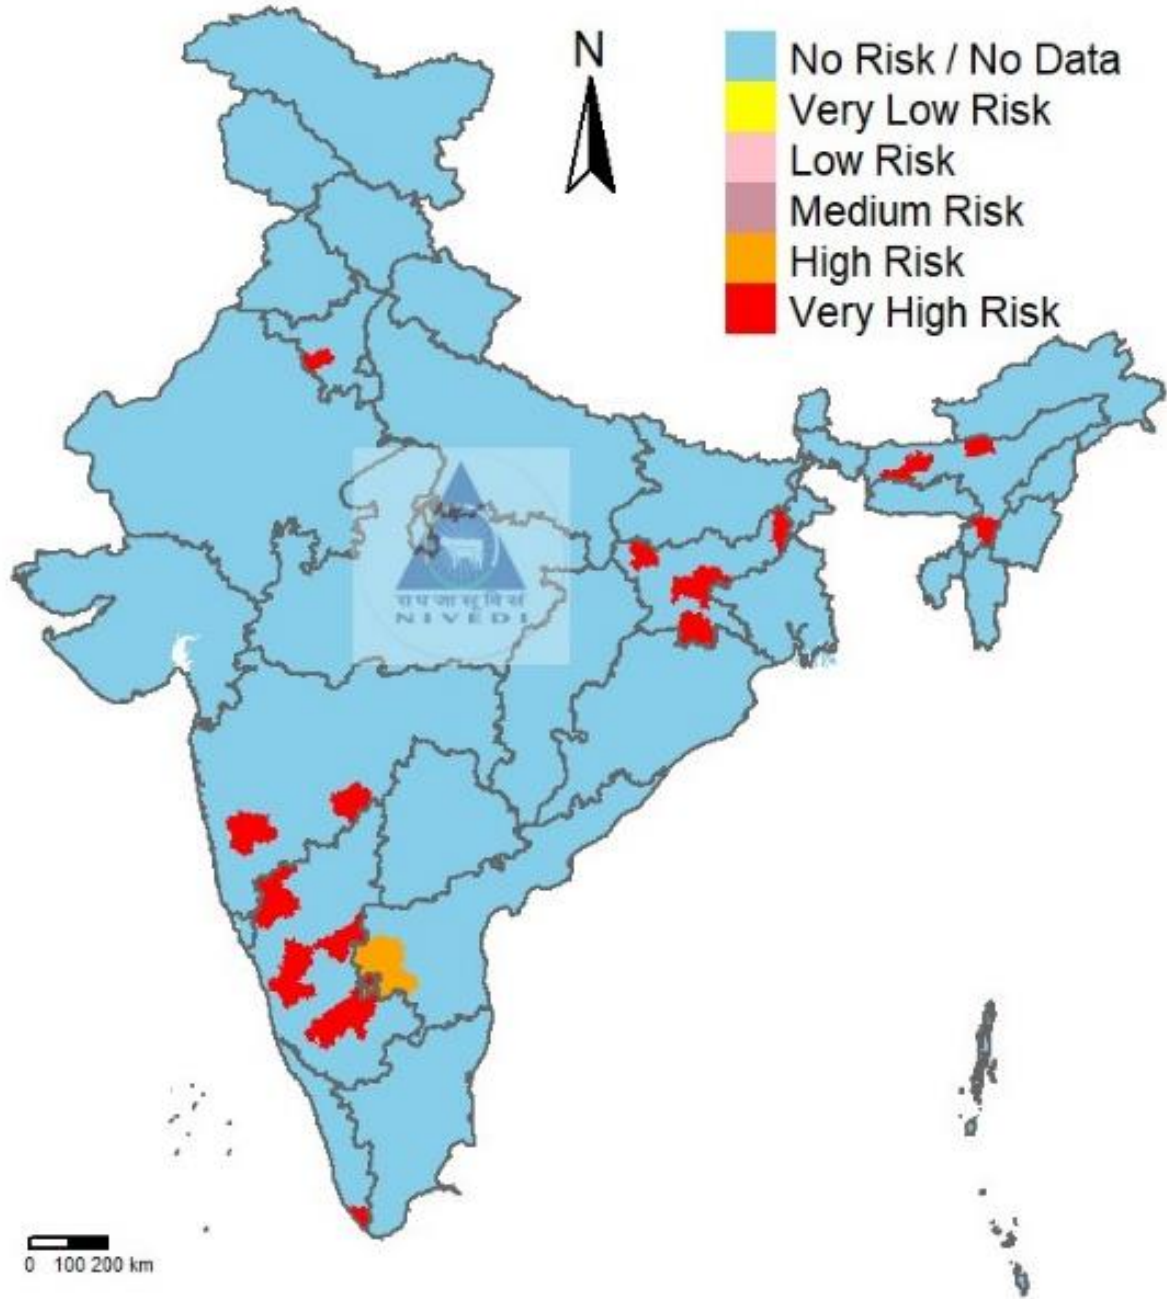 N
No Risk / No Data
Very Low Risk
Low Risk
Medium Risk
High Risk
Very High Risk
NIVEDI
0 100 200 km